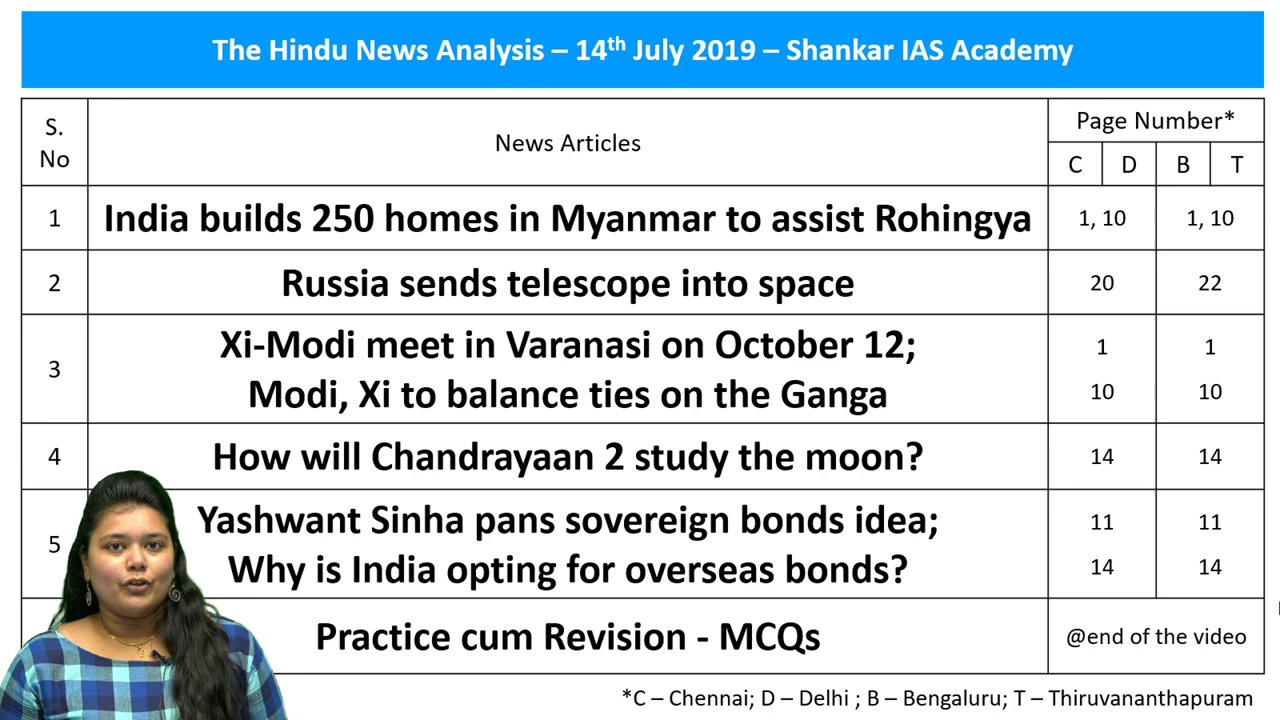 The Hindu News Analysis – 14th July 2019 – Shankar IAS Academy
S. No
News Articles
Page Number*
C D B T
1 India builds 250 homes in Myanmar to assist Rohingya 1, 10 1, 10
2 Russia sends telescope into space 20 22
3 Xi-Modi meet in Varanasi on October 12; 1 1
Modi, Xi to balance ties on the Ganga 10 10
4 How will Chandrayaan 2 study the moon? 14 14
5 Yashwant Sinha pans sovereign bonds idea; 11 11
Why is India opting for overseas bonds? 14 14
Practice cum Revision - MCQs @end of the video
*C – Chennai; D – Delhi ; B – Bengaluru; T – Thiruvananthapuram